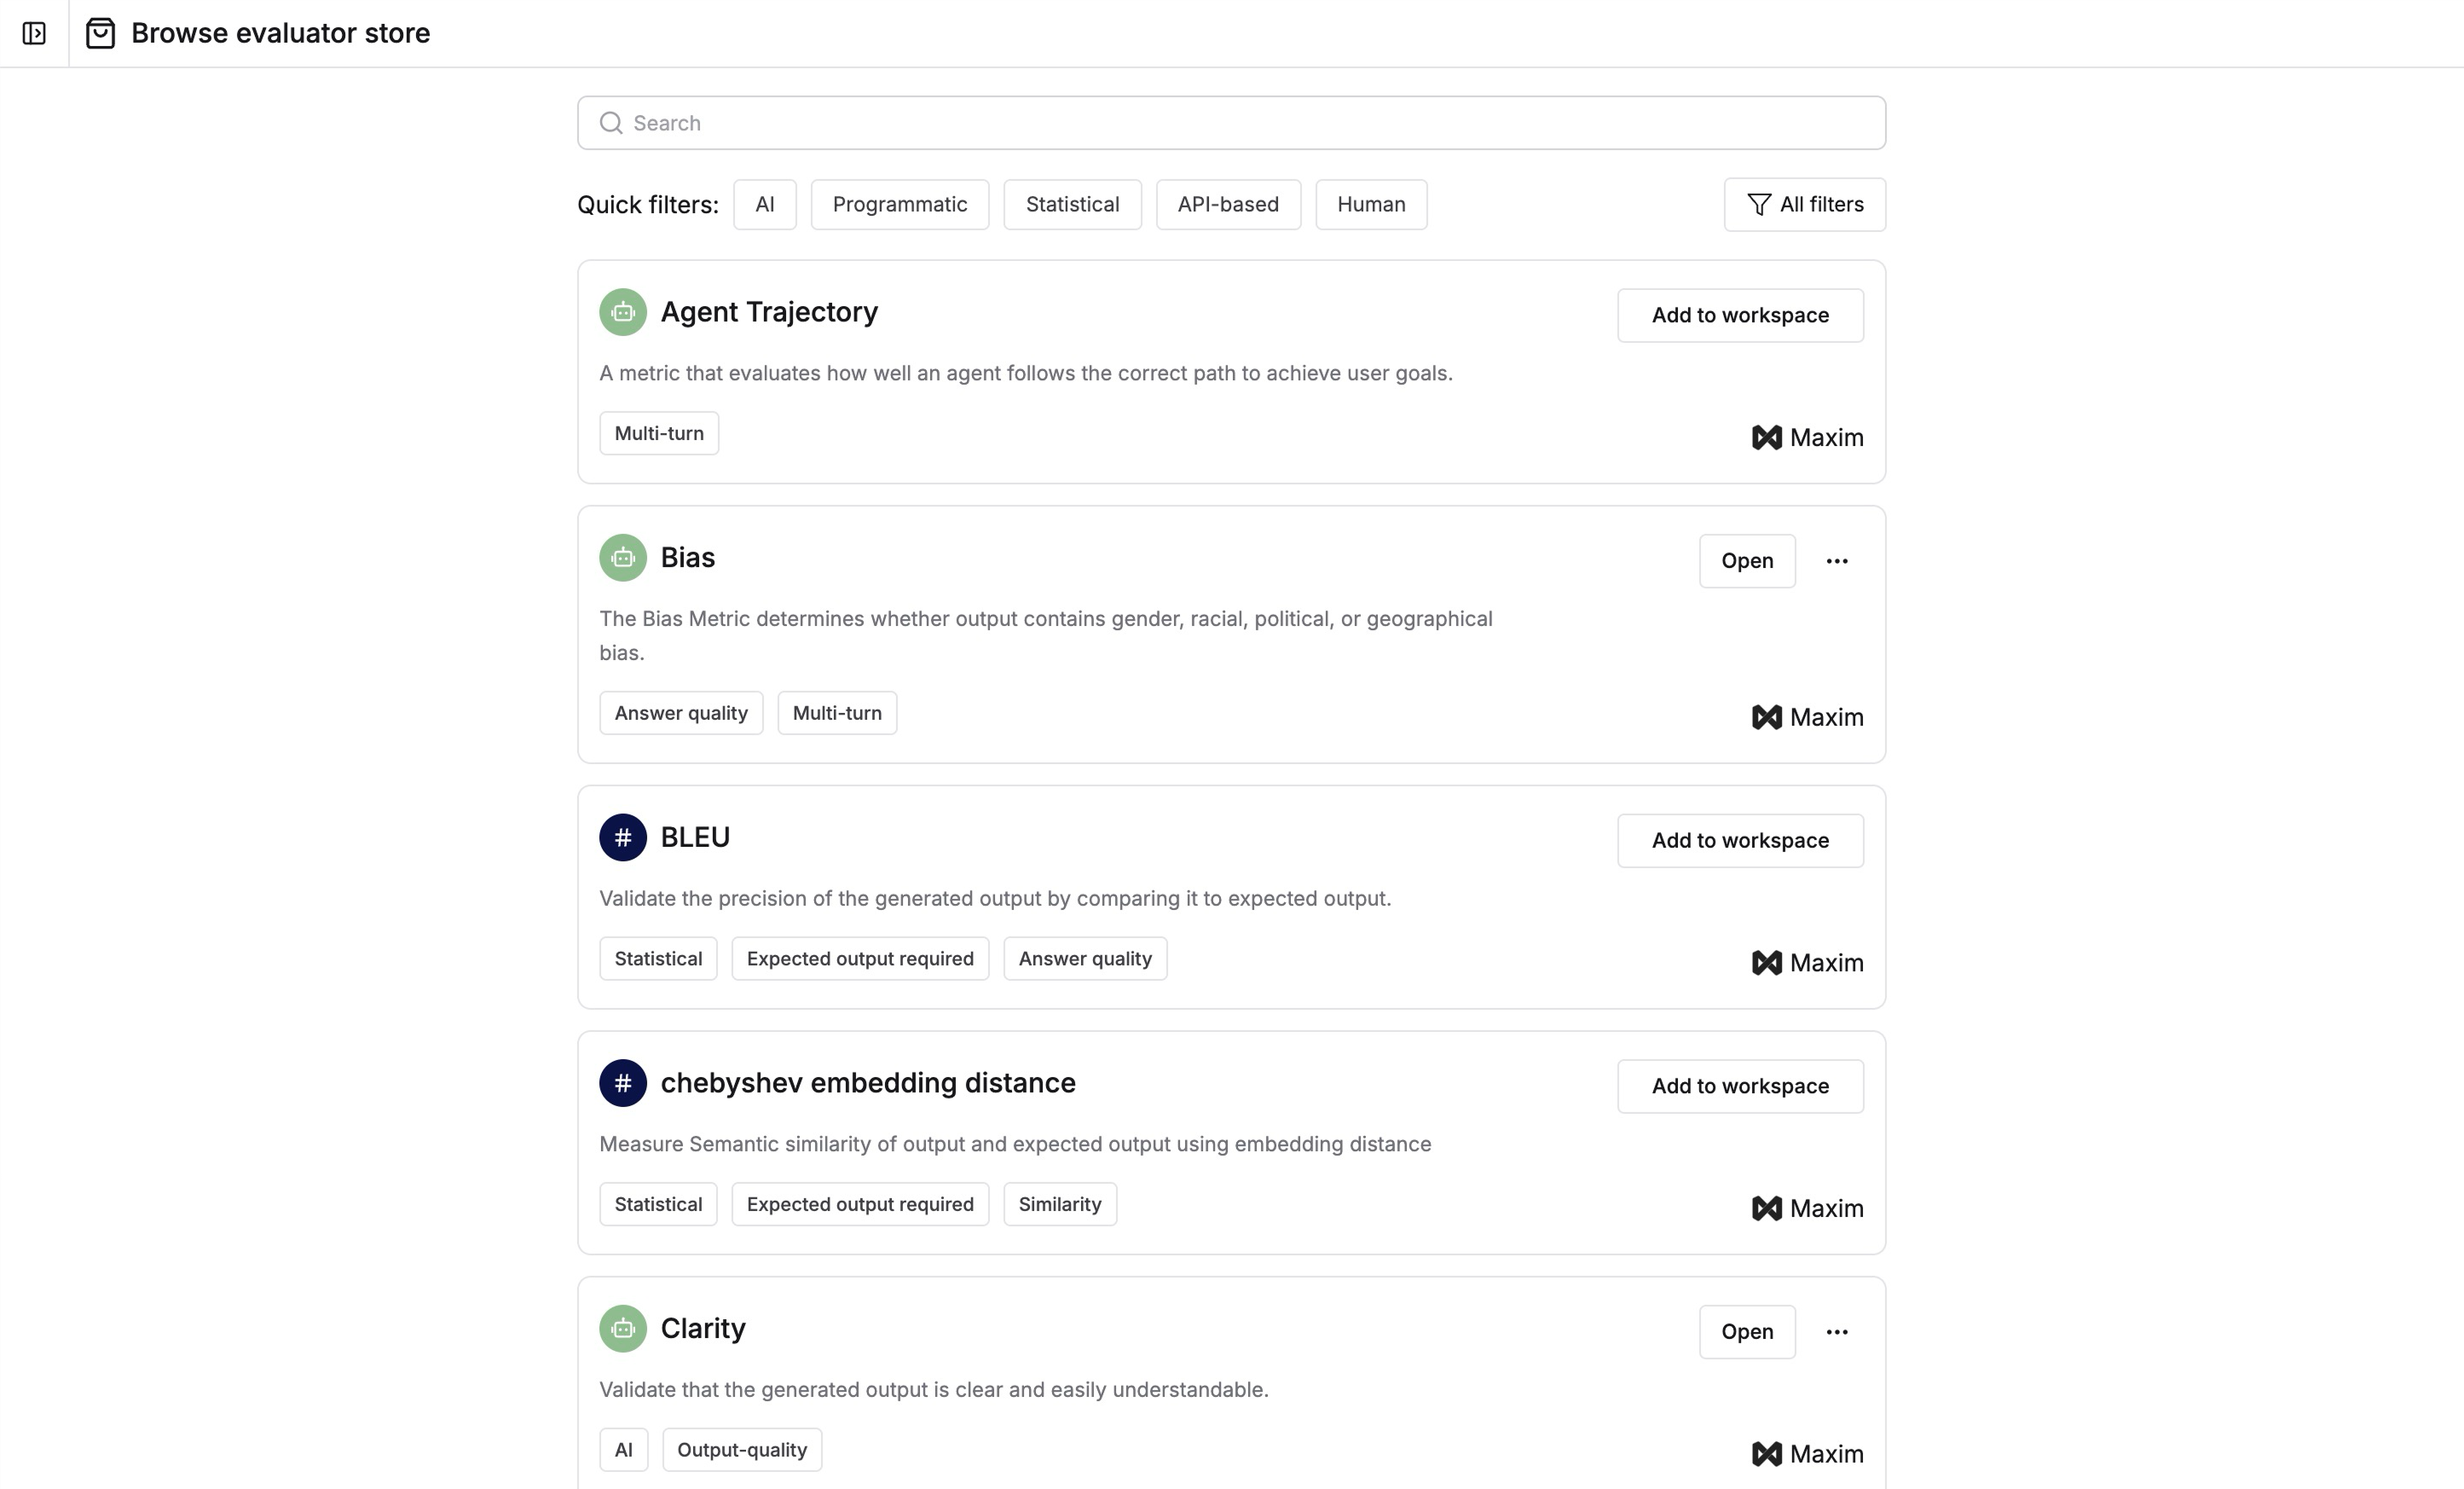 Browse evaluator store
Search
Quick filters:
AI
Programmatic
Statistical
API-based
Human
All filters
Agent Trajectory
Add to workspace
A metric that evaluates how well an agent follows the correct path to achieve user goals.
Multi-turn
Maxim
Bias
Open
The Bias Metric determines whether output contains gender, racial, political, or geographical
bias.
Answer quality
Multi-turn
Maxim
# BLEU
Add to workspace
Validate the precision of the generated output by comparing it to expected output.
Statistical
Expected output required
Answer quality
Maxim
# chebyshev embedding distance
Add to workspace
Measure Semantic similarity of output and expected output using embedding distance
Statistical
Expected output required
Similarity
Maxim
Clarity
Open
Validate that the generated output is clear and easily understandable.
AI
Output-quality
Maxim